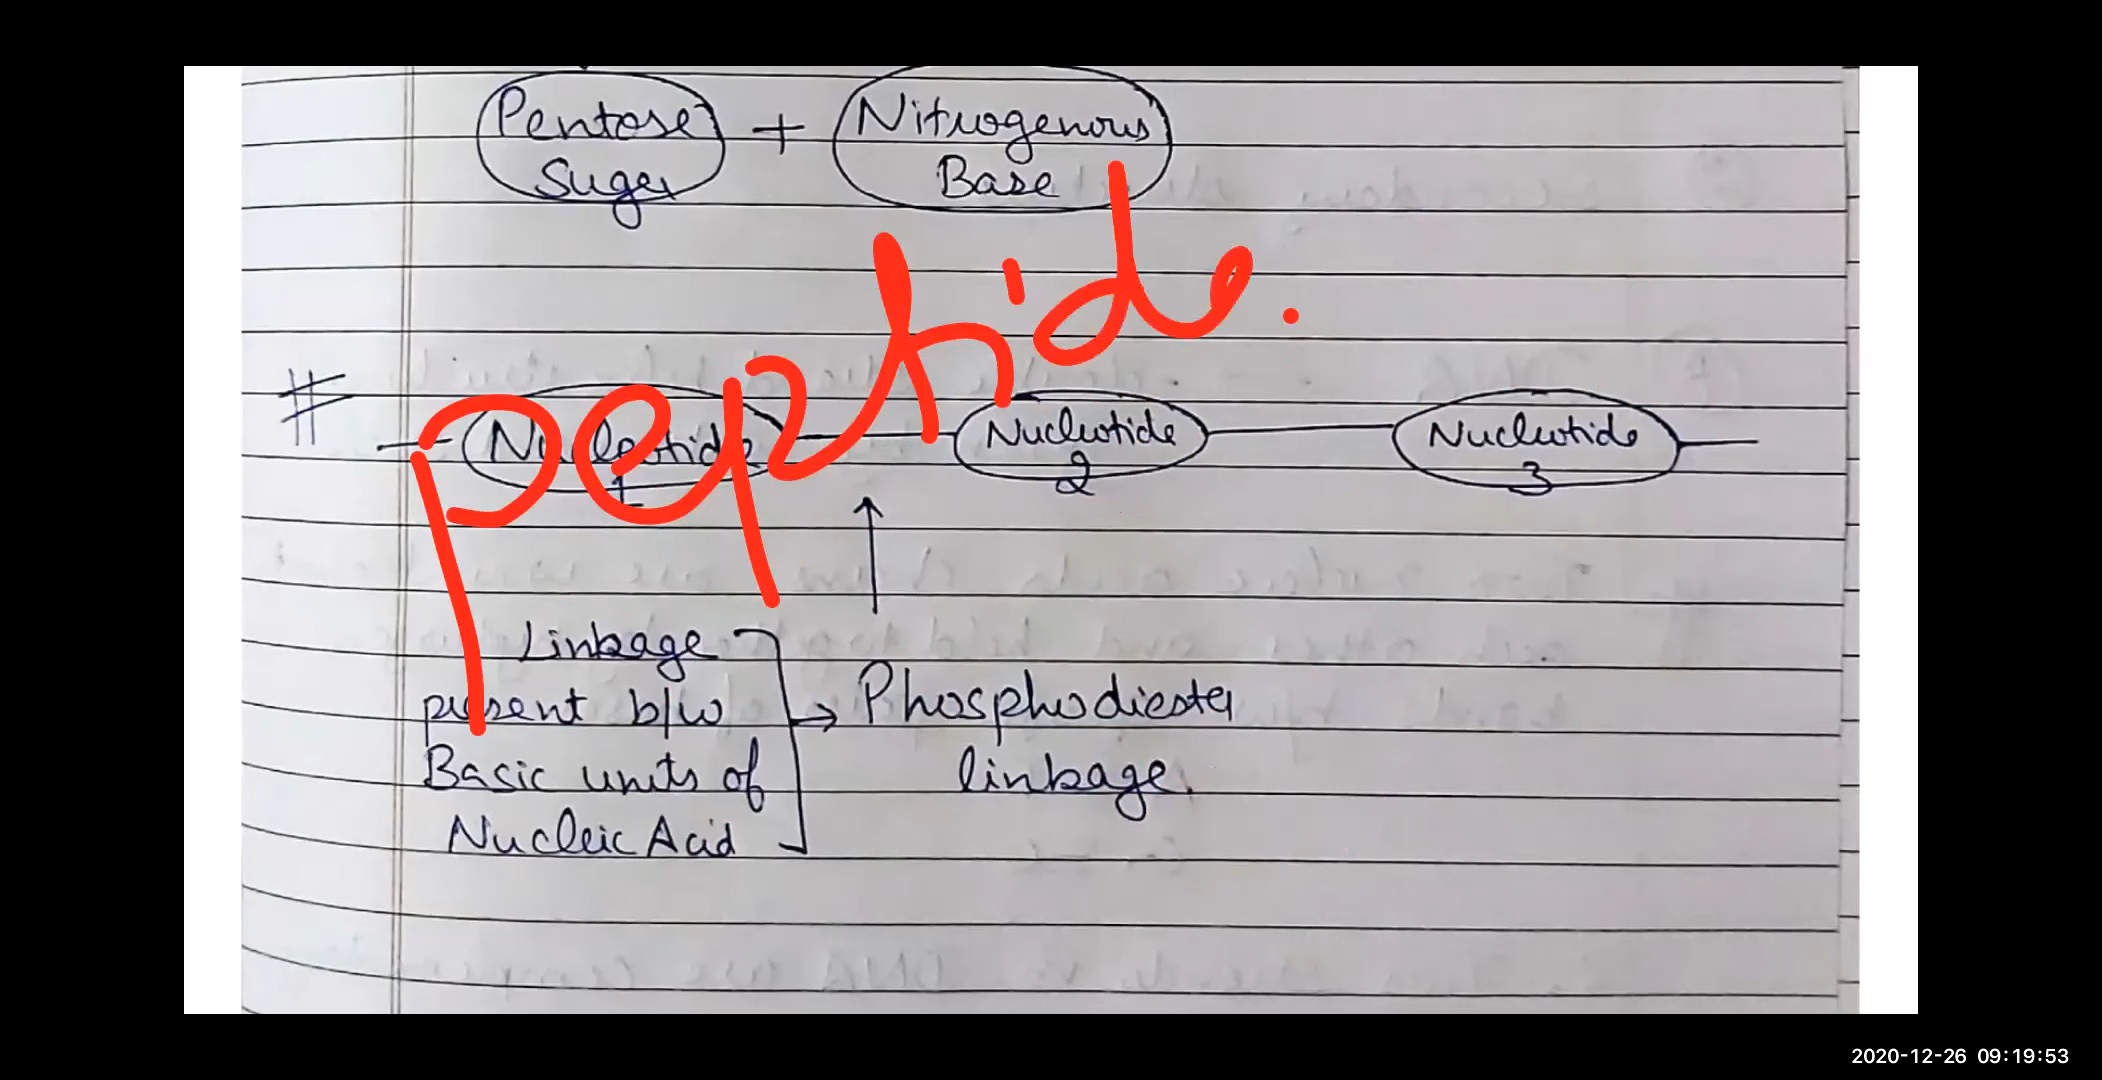 Pentose + Nitrogenous
Suger Base
peptide.
# Nucleotide Nucleotide Nucleotide
1 2 3
Linkage
present b/w → Phosphodiester
Basic units of linkage.
Nucleic Acid
2020-12-26 09:19:53